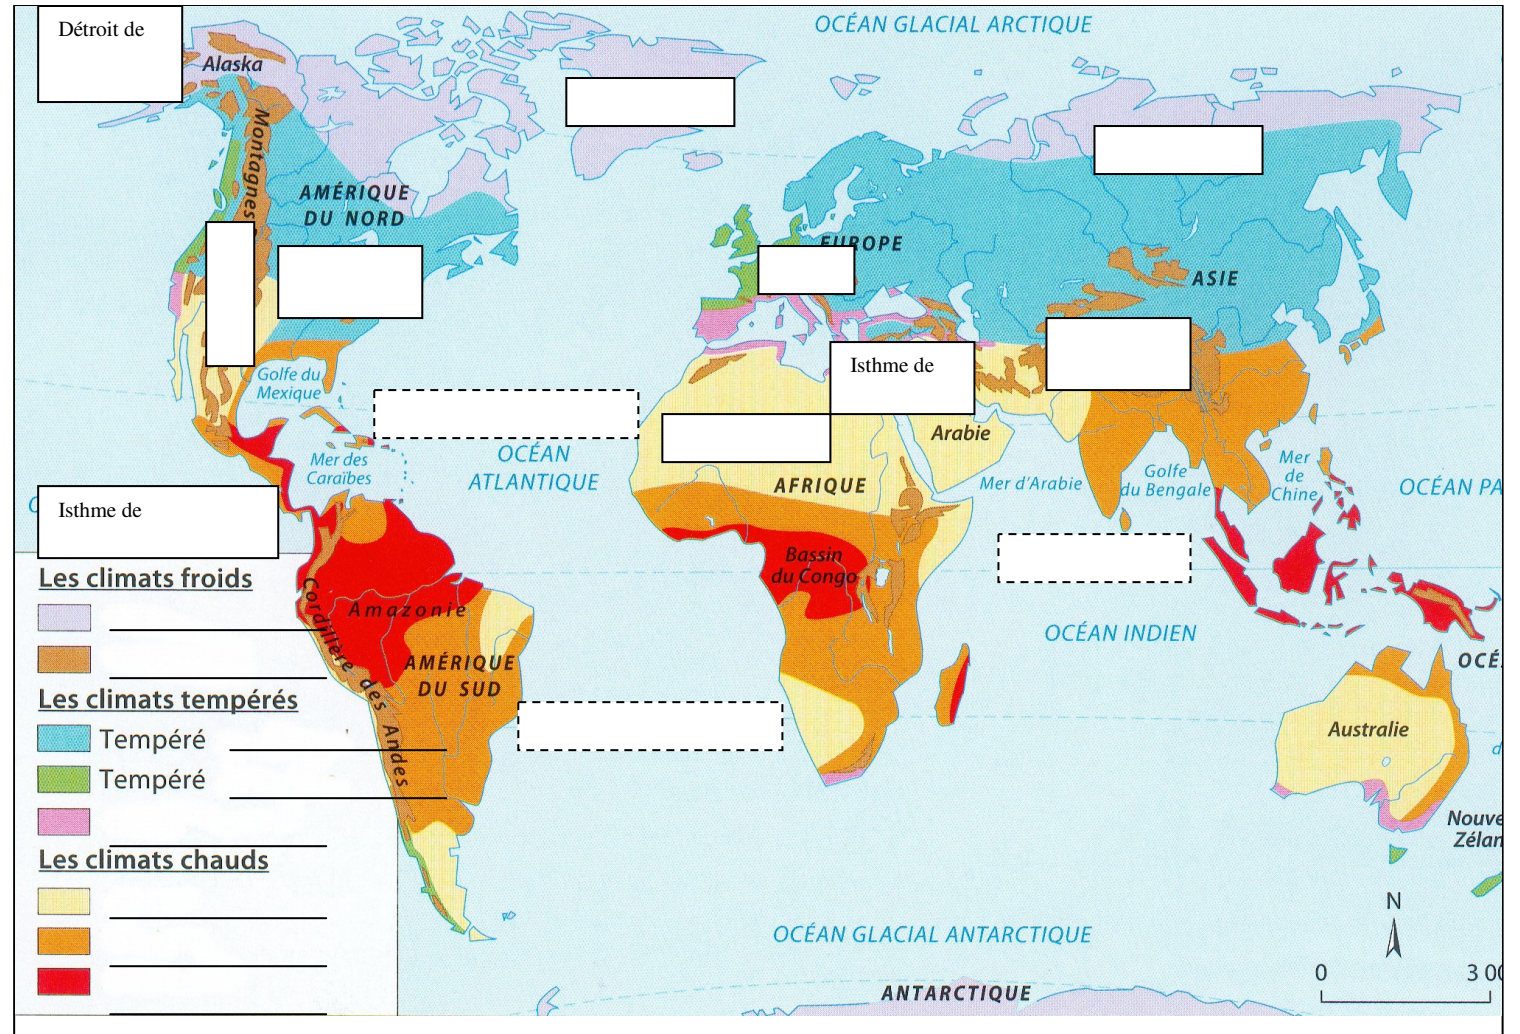 Détroit de
OCÉAN GLACIAL ARCTIQUE
Alaska
Montagnes
AMÉRIQUE
DU NORD
EUROPE
ASIE
Isthme de
Golfe du
Mexique
Arabie
OCÉAN
ATLANTIQUE
Mer des
Caraïbes
AFRIQUE
Mer d'Arabie
Golfe
du Bengale
Mer
de
Chine
OCÉAN PA
Isthme de
Bassin
du Congo
Les climats froids
Cordillère des Andes
Amazonie
OCÉAN INDIEN
AMÉRIQUE
DU SUD
OCÉ
Les climats tempérés
Tempéré
Tempéré
Australie
d
Nouve
Zélan
Les climats chauds
N
OCÉAN GLACIAL ANTARCTIQUE
0 3 00
ANTARCTIQUE